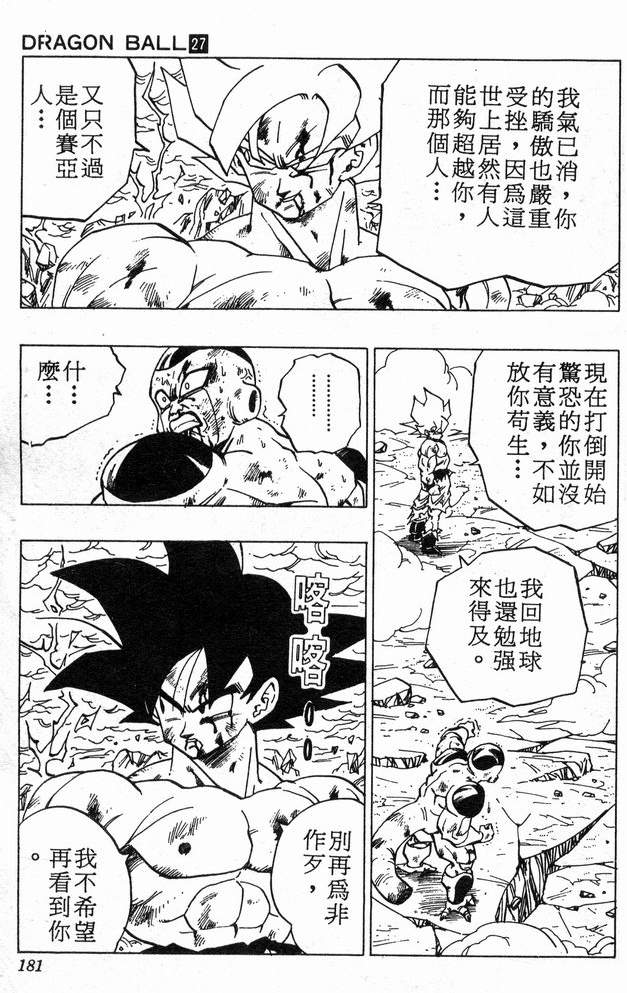 DRAGON BALL 27
我氣已消，你
的驕傲也嚴重
受挫，因爲這
世上居然有人
能夠超越你，
而那個人⋯
又只不過
是個賽亞
人⋯
現在打倒開始
驚恐的你並沒
有意義，不如
放你苟生⋯
我回地球
也還勉強
來得及。
⋯⋯⋯
什⋯
麼⋯
喀喀⋯⋯
別再爲非
作歹，
我不希望
再看到你
。
181